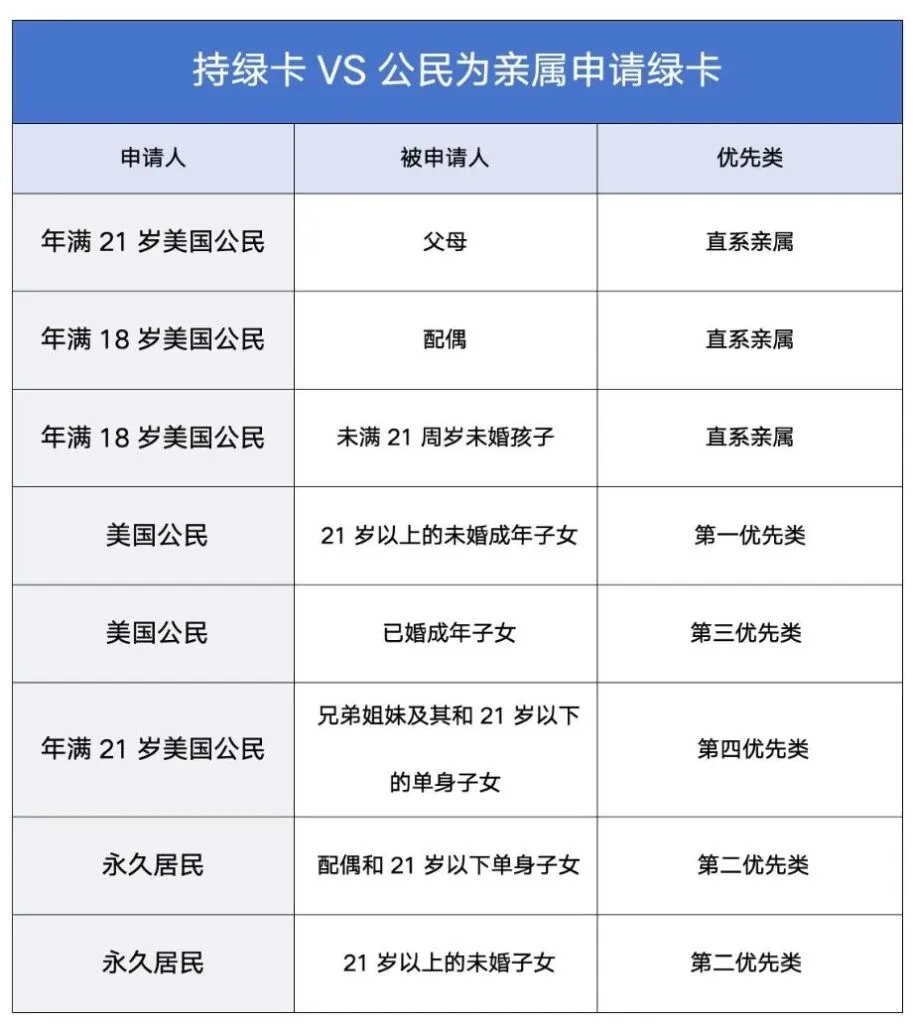 持绿卡 VS 公民为亲属申请绿卡
申请人 被申请人 优先类
年满 21 岁美国公民 父母 直系亲属
年满 18 岁美国公民 配偶 直系亲属
年满 18 岁美国公民 未满 21 周岁未婚孩子 直系亲属
美国公民 21 岁以上的未婚成年子女 第一优先类
美国公民 已婚成年子女 第三优先类
年满 21 岁美国公民 兄弟姐妹及其和 21 岁以下 第四优先类
的单身子女
永久居民 配偶和 21 岁以下单身子女 第二优先类
永久居民 21 岁以上的未婚子女 第二优先类